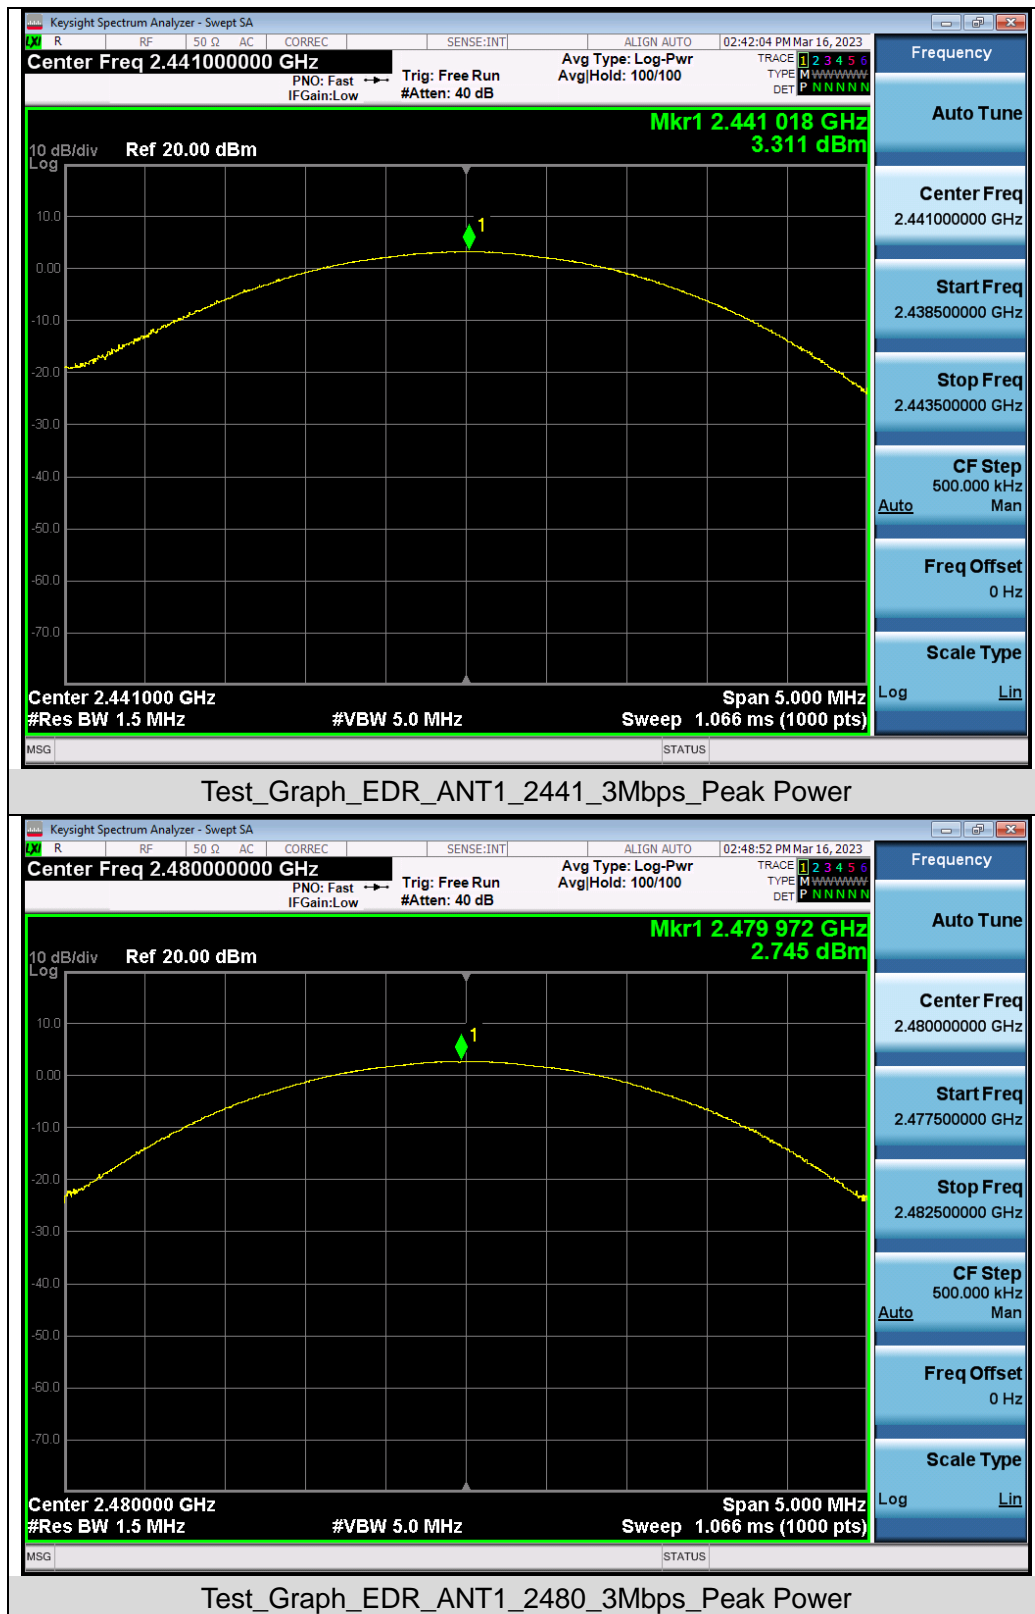 Keysight Spectrum Analyzer - Swept SA
LXI R RF 50 Ω AC CORREC SENSE:INT ALIGN AUTO 02:42:04 PM Mar 16, 2023
Center Freq 2.441000000 GHz
PNO: Fast
IFGain:Low
Trig: Free Run
#Atten: 40 dB
Avg Type: Log-Pwr
Avg|Hold: 100/100
TRACE 1 2 3 4 5 6
TYPE M WWWWW
DET P N N N N N
Mkr1 2.441 018 GHz
3.311 dBm
10 dB/div Ref 20.00 dBm
Log
1
10.0
0.00
-10.0
-20.0
-30.0
-40.0
-50.0
-60.0
-70.0
Center 2.441000 GHz Span 5.000 MHz
#Res BW 1.5 MHz #VBW 5.0 MHz Sweep 1.066 ms (1000 pts)
MSG STATUS
Frequency
Auto Tune
Center Freq
2.441000000 GHz
Start Freq
2.438500000 GHz
Stop Freq
2.443500000 GHz
CF Step
500.000 kHz
Auto Man
Freq Offset
0 Hz
Scale Type
Log Lin
Test_Graph_EDR_ANT1_2441_3Mbps_Peak Power
Keysight Spectrum Analyzer - Swept SA
LXI R RF 50 Ω AC CORREC SENSE:INT ALIGN AUTO 02:48:52 PM Mar 16, 2023
Center Freq 2.480000000 GHz
PNO: Fast
IFGain:Low
Trig: Free Run
#Atten: 40 dB
Avg Type: Log-Pwr
Avg|Hold: 100/100
TRACE 1 2 3 4 5 6
TYPE M WWWWW
DET P N N N N N
Mkr1 2.479 972 GHz
2.745 dBm
10 dB/div Ref 20.00 dBm
Log
1
10.0
0.00
-10.0
-20.0
-30.0
-40.0
-50.0
-60.0
-70.0
Center 2.480000 GHz Span 5.000 MHz
#Res BW 1.5 MHz #VBW 5.0 MHz Sweep 1.066 ms (1000 pts)
MSG STATUS
Frequency
Auto Tune
Center Freq
2.480000000 GHz
Start Freq
2.477500000 GHz
Stop Freq
2.482500000 GHz
CF Step
500.000 kHz
Auto Man
Freq Offset
0 Hz
Scale Type
Log Lin
Test_Graph_EDR_ANT1_2480_3Mbps_Peak Power